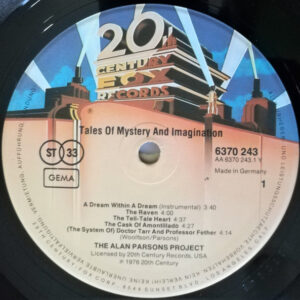 20th
CENTURY
FOX
RECORDS
Tales Of Mystery And Imagination
ST 33
GEMA
6370 243
AA 6370 243.1 Y
Made in Germany
1
A Dream Within A Dream (Instrumental) 3:40
The Raven 4:00
The Tell-Tale Heart 4:37
The Cask Of Amontillado 4:27
(The System of) Doctor Tarr And Professor Fether 4:14
(Woolfson/Parsons)
THE ALAN PARSONS PROJECT
Licensed by 20th Century Records, USA
℗ 1976 20th Century